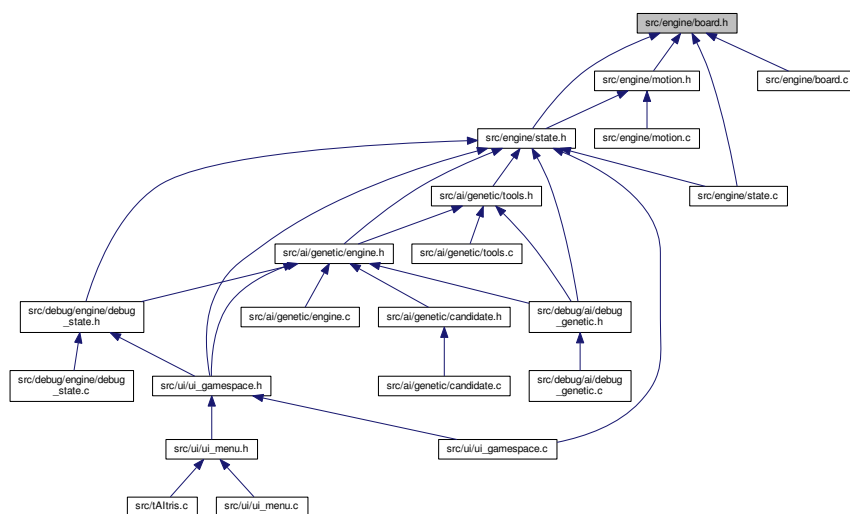 src/engine/board.h
src/engine/motion.h
src/engine/board.c
src/engine/state.h
src/engine/motion.c
src/ai/genetic/tools.h
src/engine/state.c
src/ai/genetic/engine.h
src/ai/genetic/tools.c
src/debug/engine/debug
_state.h
src/ai/genetic/engine.c
src/ai/genetic/candidate.h
src/debug/ai/debug
_genetic.h
src/debug/engine/debug
_state.c
src/ui/ui_gamespace.h
src/ai/genetic/candidate.c
src/debug/ai/debug
_genetic.c
src/ui/ui_menu.h
src/ui/ui_gamespace.c
src/tAItris.c
src/ui/ui_menu.c